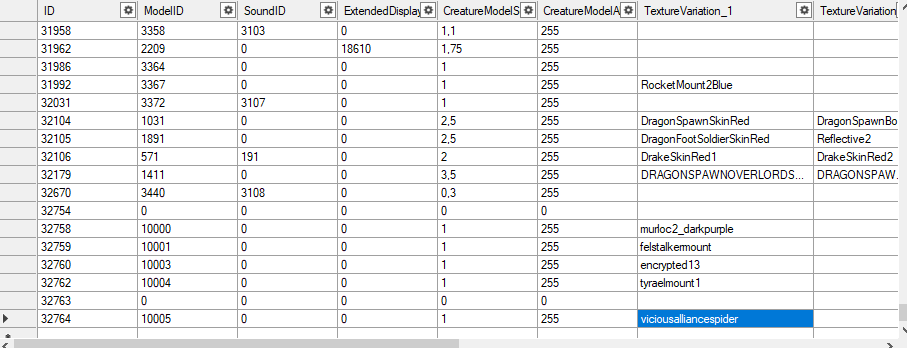 ID ModelID SoundID ExtendedDisplay CreatureModelS CreatureModelA TextureVariation_1 TextureVariation_
31958 3358 3103 0 1,1 255
31962 2209 0 18610 1,75 255
31986 3364 0 0 1 255
31992 3367 0 0 1 255 RocketMount2Blue
32031 3372 3107 0 1 255
32104 1031 0 0 2,5 255 DragonSpawnSkinRed DragonSpawnBo
32105 1891 0 0 2,5 255 DragonFootSoldierSkinRed Reflective2
32106 571 191 0 2 255 DrakeSkinRed1 DrakeSkinRed2
32179 1411 0 0 3,5 255 DRAGONSPAWNOVERLORDS... DRAGONSPAW
32670 3440 3108 0 0,3 255
32754 0 0 0 0 0
32758 10000 0 0 1 255 murloc2_darkpurple
32759 10001 0 0 1 255 felstalkermount
32760 10003 0 0 1 255 encrypted13
32762 10004 0 0 1 255 tyraelmount1
32763 0 0 0 0 0
32764 10005 0 0 1 255 viciousalliancespider